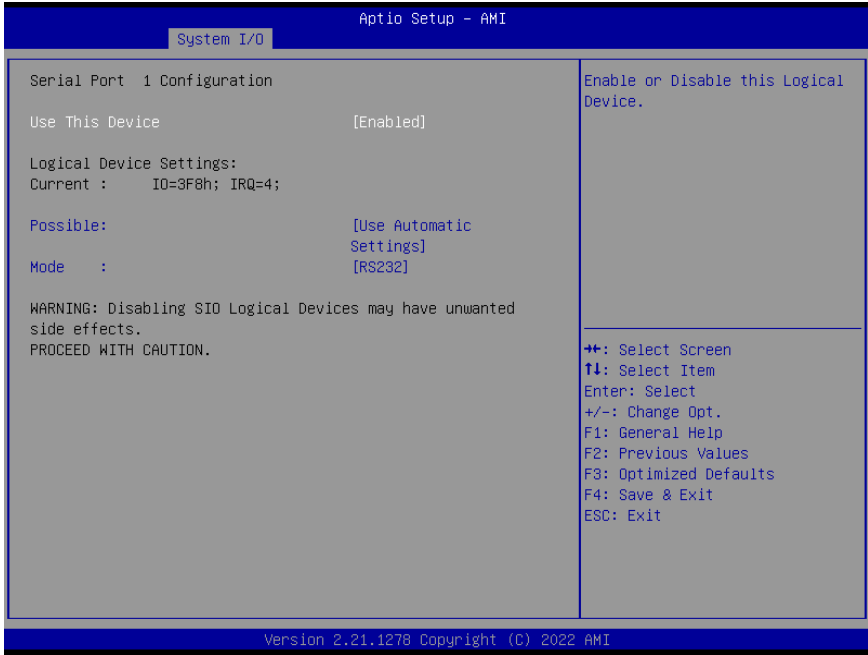 Aptio Setup - AMI
System I/O
Serial Port 1 Configuration
Use This Device [Enabled]
Logical Device Settings:
Current : IO=3F8h; IRQ=4;
Possible: [Use Automatic
Settings]
Mode : [RS232]
WARNING: Disabling SIO Logical Devices may have unwanted
side effects.
PROCEED WITH CAUTION.
Enable or Disable this Logical
Device.
→←: Select Screen
↑↓: Select Item
Enter: Select
+/-: Change Opt.
F1: General Help
F2: Previous Values
F3: Optimized Defaults
F4: Save & Exit
ESC: Exit
Version 2.21.1278 Copyright (C) 2022 AMI